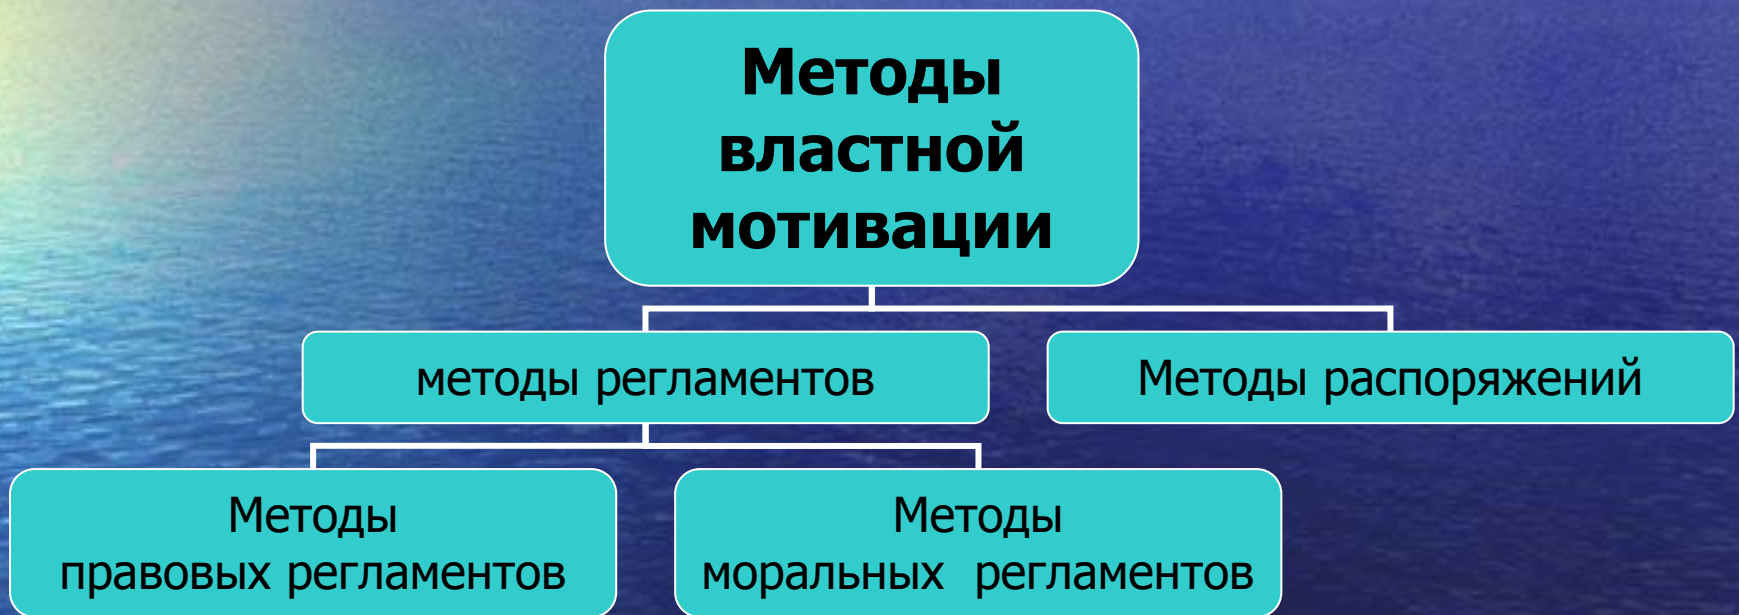 Методы
властной
мотивации
методы регламентов
Методы распоряжений
Методы
правовых регламентов
Методы
моральных  регламентов